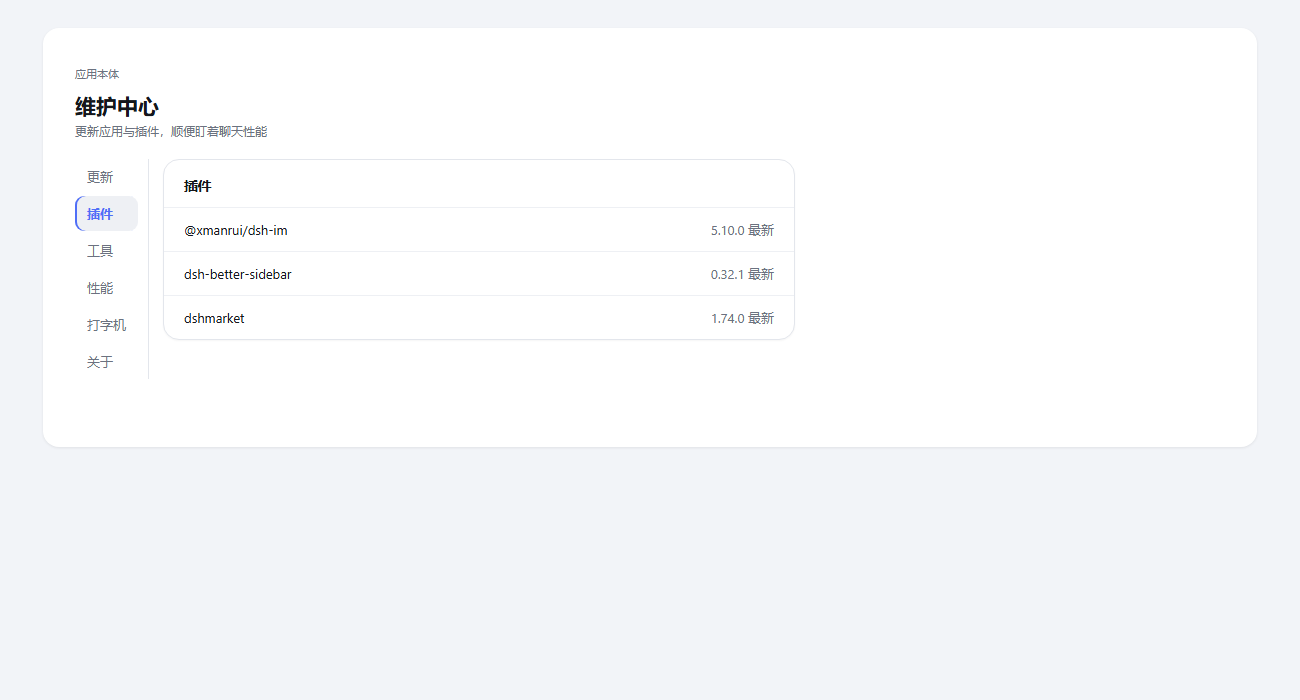 应用本体
维护中心
更新应用与插件，顺便盯着聊天性能
更新
插件
工具
性能
打字机
关于
插件
@xmanrui/dsh-im 5.10.0 最新
dsh-better-sidebar 0.32.1 最新
dshmarket 1.74.0 最新